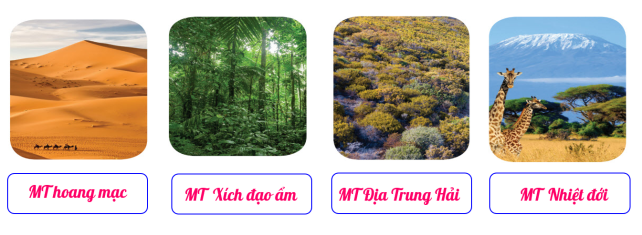 MT hoang mạc
MT Xích đạo ẩm
MT Địa Trung Hải
MT Nhiệt đới